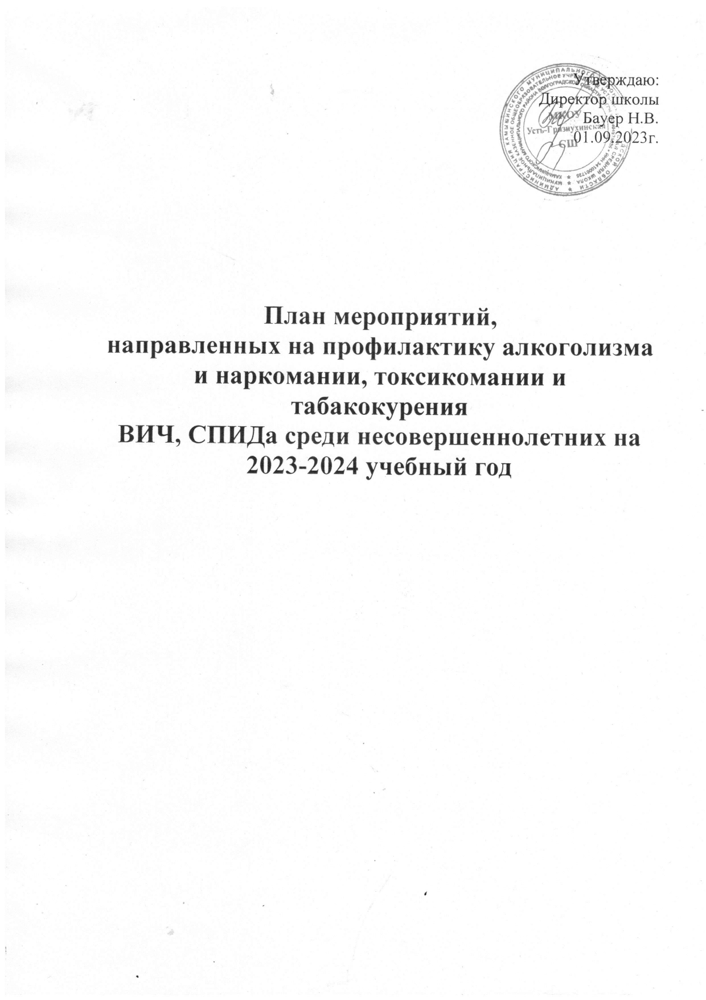 Утверждаю:
Директор школы
Бауер Н.В.
01.09.2023г.
МКОУ
Усть-Грязнухинская
СШ
План мероприятий,
направленных на профилактику алкоголизма
и наркомании, токсикомании и
табакокурения
ВИЧ, СПИДа среди несовершеннолетних на
2023-2024 учебный год